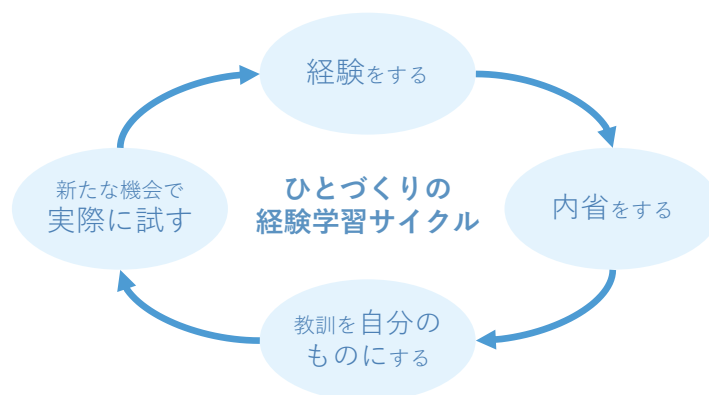 経験をする
新たな機会で
実際に試す
ひとづくりの
経験学習サイクル
内省をする
教訓を自分の
ものにする